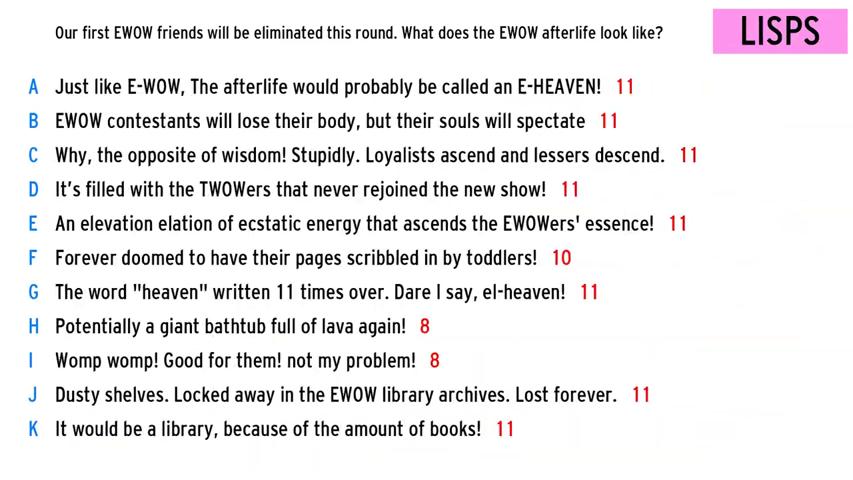 Our first EWOW friends will be eliminated this round. What does the EWOW afterlife look like?
LISPS
A Just like E-WOW, The afterlife would probably be called an E-HEAVEN! 11
B EWOW contestants will lose their body, but their souls will spectate 11
C Why, the opposite of wisdom! Stupidly. Loyalists ascend and lessers descend. 11
D It's filled with the TWOWers that never rejoined the new show! 11
E An elevation elation of ecstatic energy that ascends the EWOWers' essence! 11
F Forever doomed to have their pages scribbled in by toddlers! 10
G The word "heaven" written 11 times over. Dare I say, el-heaven! 11
H Potentially a giant bathtub full of lava again! 8
I Womp womp! Good for them! not my problem! 8
J Dusty shelves. Locked away in the EWOW library archives. Lost forever. 11
K It would be a library, because of the amount of books! 11